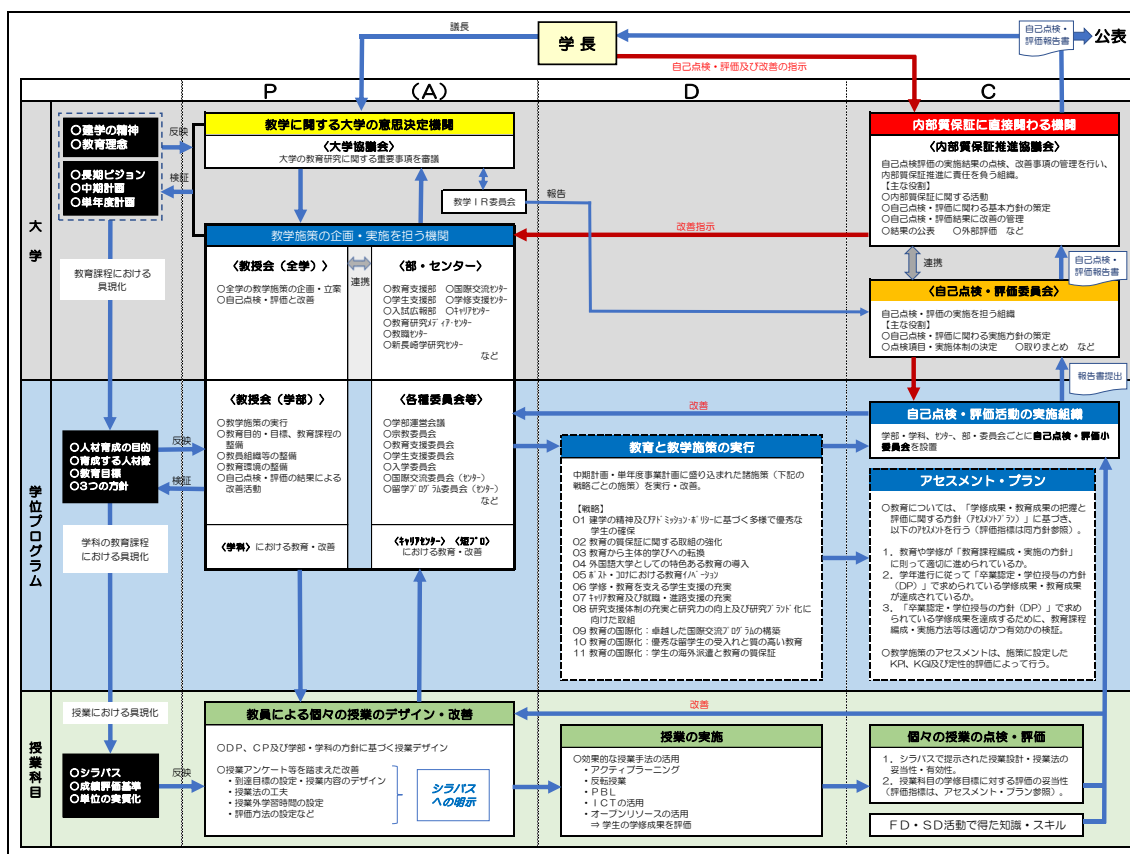 議長
学 長
自己点検・
評価報告書
公表
自己点検・評価及び改善の指示
P
(A)
D
C
大
学
○建学の精神
○教育理念
○長期ビジョン
○中期計画
○単年度計画
反映
検証
教育課程における
具現化
教学に関する大学の意思決定機関
〈大学協議会〉
大学の教育研究に関する重要事項を審議
教学IR委員会
報告
教学施策の企画・実施を担う機関
改善指示
〈教授会(全学)〉
○全学の教学施策の企画・立案
○自己点検・評価と改善
連携
〈部・センター〉
○教育支援部 ○国際交流センター
○学生支援部 ○学修支援センター
○入試広報部 ○キャリアセンター
○教育研究メディア・センター
○教職センター
○新長崎学研究センター
など
内部質保証に直接関わる機関
〈内部質保証推進協議会〉
自己点検評価の実施結果の点検、改善事項の管理を行い、
内部質保証推進に責任を負う組織。
【主な役割】
○内部質保証に関する活動
○自己点検・評価に関わる基本方針の策定
○自己点検・評価結果に改善の管理
○結果の公表 ○外部評価 など
連携
自己点検・
評価報告書
〈自己点検・評価委員会〉
自己点検・評価の実施を担う組織
【主な役割】
○自己点検・評価に関わる実施方針の策定
○点検項目・実施体制の決定 ○取りまとめ など
報告書提出
学位プログラム
○人材育成の目的
○育成する人材像
○教育目標
○3つの方針
反映
検証
学科の教育課程
における具現化
〈教授会(学部)〉
○教学施策の実行
○教育目的・目標、教育課程の
整備
○教員組織等の整備
○教育環境の整備
○自己点検・評価の結果による
改善活動
〈学科〉における教育・改善
〈各種委員会等〉
○学部運営会議
○宗教委員会
○教育支援委員会
○学生支援委員会
○入学委員会
○国際交流委員会(センター)
○留学プログラム委員会(センター)
など
〈キャリアセンター〉〈短プロ〉
における教育・改善
改善
教育と教学施策の実行
中期計画・単年度事業計画に盛り込まれた諸施策(下記の
戦略ごとの施策)を実行・改善。
【戦略】
01 建学の精神及びアドミッション・ポリシーに基づく多様で優秀な
学生の確保
02 教育の質保証に関する取組の強化
03 教育から主体的学びへの転換
04 外国語大学としての特色ある教育の導入
05 ポスト・コロナにおける教育イノベーション
06 学修・教育を支える学生支援の充実
07 キャリア教育及び就職・進路支援の充実
08 研究支援体制の充実と研究力の向上及び研究ブランド化に
向けた取組
09 教育の国際化:卓越した国際交流プログラムの構築
10 教育の国際化:優秀な留学生の受入れと質の高い教育
11 教育の国際化:学生の海外派遣と教育の質保証
自己点検・評価活動の実施組織
学部・学科、センター、部・委員会ごとに自己点検・評価小
委員会を設置
アセスメント・プラン
○教育については、「学修成果・教育成果の把握と
評価に関する方針(アセスメントプラン)」に基づき、
以下のアセスメントを行う(評価指標は同方針参照)。
1.教育や学修が「教育課程編成・実施の方針」
に則って適切に進められているか。
2.学年進行に従って「卒業認定・学位授与の方針
(DP)」で求められている学修成果・教育成果
が達成されているか。
3.「卒業認定・学位授与の方針(DP)」で求め
られている学修成果を達成するために、教育課程
編成・実施方法等は適切かつ有効かの検証。
○教学施策のアセスメントは、施策に設定した
KPI、KGI及び定性的評価によって行う。
授業における具現化
授業科目
○シラバス
○成績評価基準
○単位の実質化
反映
教員による個々の授業のデザイン・改善
○DP、CP及び学部・学科の方針に基づく授業デザイン
○授業アンケート等を踏まえた改善
・到達目標の設定・授業内容のデザイン
・授業法の工夫
・授業外学習時間の設定
・評価方法の設定など
シラバス
への明示
改善
授業の実施
○効果的な授業手法の活用
・アクティブラーニング
・反転授業
・PBL
・ICTの活用
・オープンリソースの活用
⇒ 学生の学修成果を評価
個々の授業の点検・評価
1.シラバスで提示された授業設計・授業法の
妥当性・有効性。
2.授業科目の学修目標に対する評価の妥当性
(評価指標は、アセスメント・プラン参照)。
FD・SD活動で得た知識・スキル